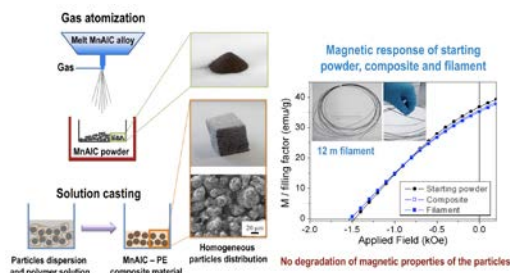 Gas atomization
Melt MnAlC alloy
Gas
MnAlC powder
Solution casting
Particles dispersion
and polymer solution
MnAlC – PE
composite material
20 µm
Homogeneous
particles distribution
Magnetic response of starting
powder, composite and filament
M / filling factor (emu/g)
40
30
20
10
0
12 m filament
Starting powder
Composite
Filament
-2.0
-1.5
-1.0
-0.5
0.0
Applied Field (kOe)
No degradation of magnetic properties of the particles